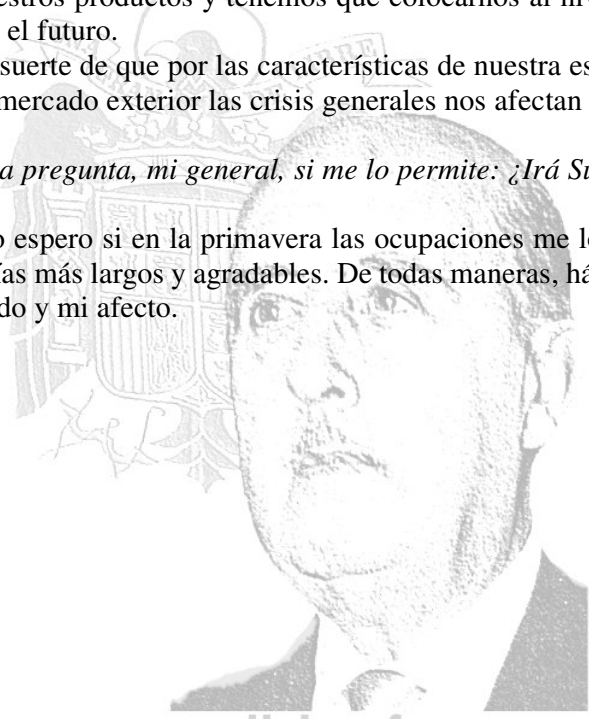 estros productos y tenemos que colocarnos al
el futuro.
suerte de que por las características de nuestra es
mercado exterior las crisis generales nos afectan
a pregunta, mi general, si me lo permite: ¿Irá Su
o espero si en la primavera las ocupaciones me l
ías más largos y agradables. De todas maneras, há
do y mi afecto.